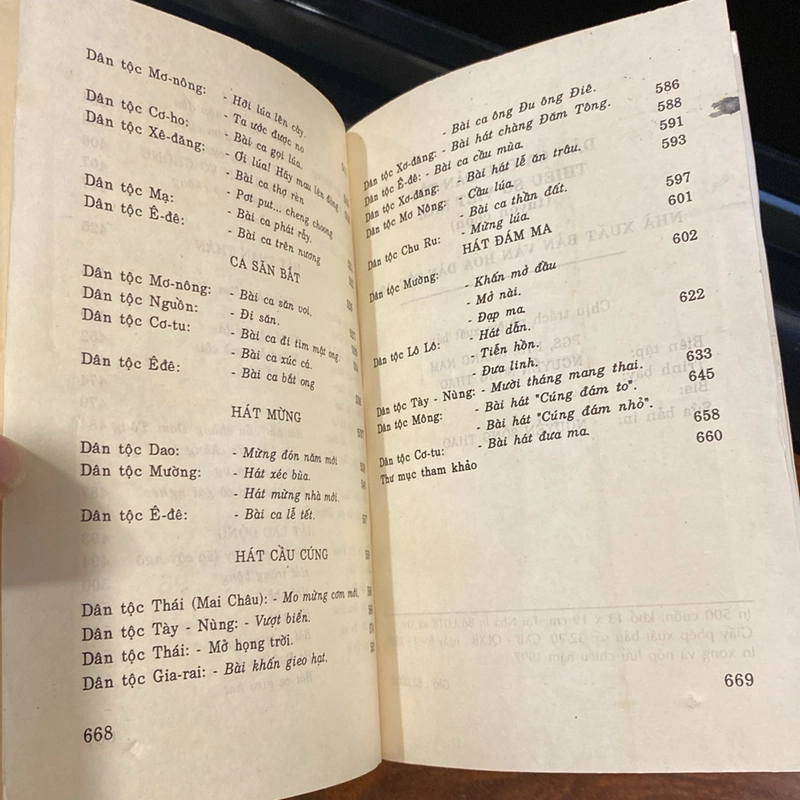 Dân tộc Mơ-nông: - Hỡi lúa lên cây.
- Ta ước được no
Dân tộc Cơ-ho: - Bài ca gọi lúa.
Dân tộc Xê-đăng: - Ơi lúa! Hãy mau lên đòng
- Bài ca thợ rèn
- Pơt put... cheng choong
Dân tộc Mạ: - Bài ca phát rẫy.
Dân tộc Ê-đê: - Bài ca trên nương
CA SĂN BẮT
Dân tộc Mơ-nông: - Bài ca săn voi.
Dân tộc Nguồn: - Đi săn.
Dân tộc Cơ-tu: - Bài ca đi tìm mật ong.
- Bài ca xúc cá.
Dân tộc Êđê: - Bài ca bắt ong
HÁT MỪNG
Dân tộc Dao: - Mừng đón năm mới
Dân tộc Mường: - Hát xéc bùa.
- Hát mừng nhà mới.
Dân tộc Ê-đê: - Bài ca lễ tết.
HÁT CẦU CÚNG
Dân tộc Thái (Mai Châu): - Mo mừng cơm mới.
Dân tộc Tày - Nùng: - Vượt biển.
Dân tộc Thái: - Mở họng trời.
Dân tộc Gia-rai: - Bài khấn gieo hạt.
668
- Bài ca ông Đu ông Điê. 586
Dân tộc Xơ-đăng: - Bài hát chàng Đăm Tông. 588
Dân tộc Ê-đê: - Bài ca cầu mùa. 591
Dân tộc Xơ-đăng: - Bài hát lễ ăn trâu. 593
Dân tộc Mơ Nông: - Cầu lúa.
- Bài ca thần đất. 597
Dân tộc Chu Ru: - Mừng lúa. 601
HÁT ĐÁM MA
Dân tộc Mường: - Khấn mở đầu 602
- Mở nài.
- Đạp ma.
Dân tộc Lô Lô: - Hát dẫn. 622
- Tiễn hồn.
- Đưa linh.
Dân tộc Tày - Nùng: - Mười tháng mang thai. 633
Dân tộc Mông: - Bài hát "Cúng đám to". 645
- Bài hát "Cúng đám nhỏ".
Dân tộc Cơ-tu: - Bài hát đưa ma. 658
Thư mục tham khảo 660
669